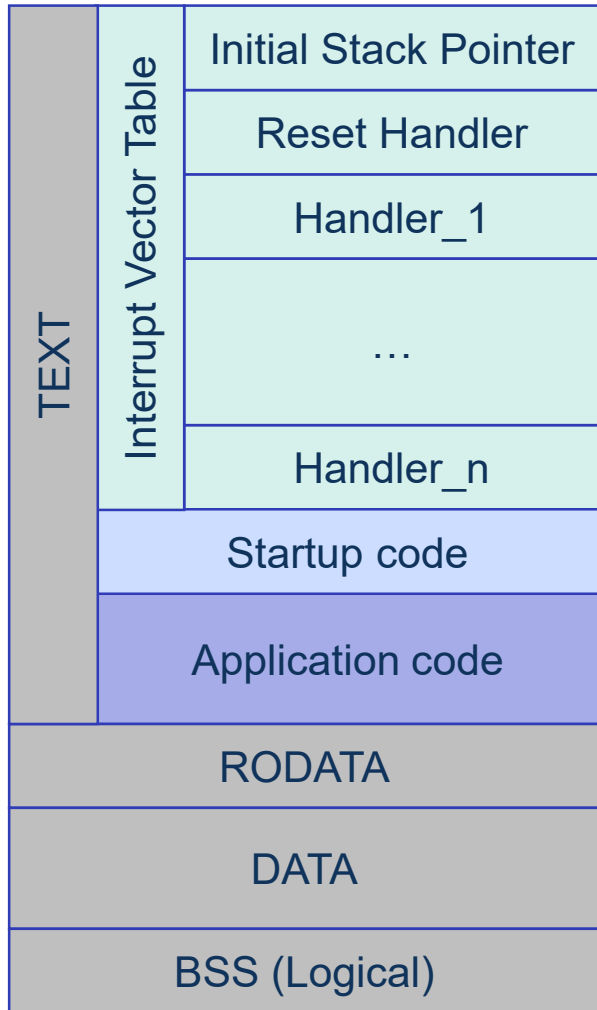 TEXT
Interrupt Vector Table
Initial Stack Pointer
Reset Handler
Handler_1
...
Handler_n
Startup code
Application code
RODATA
DATA
BSS (Logical)